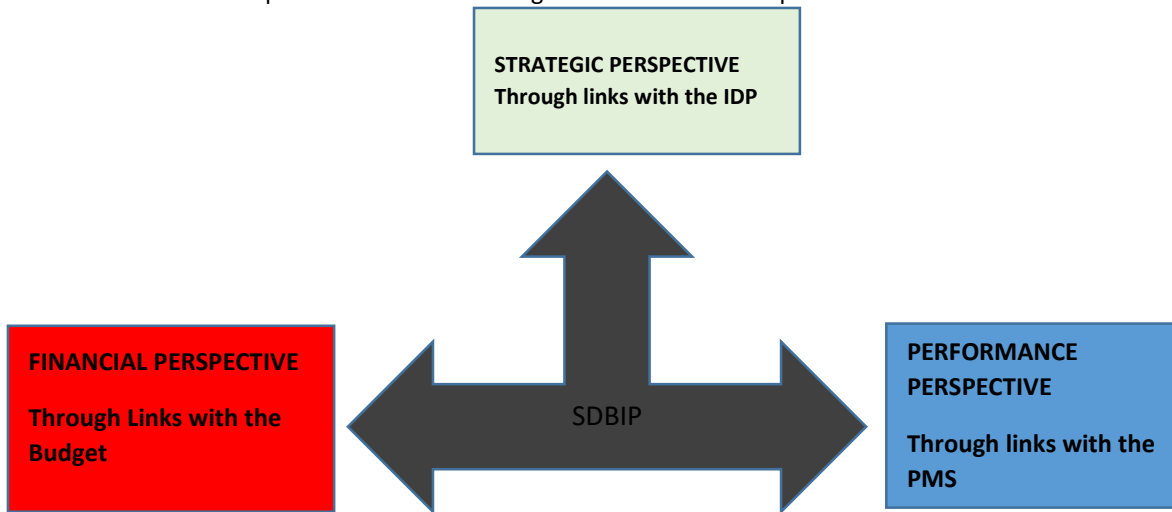 STRATEGIC PERSPECTIVE
Through links with the IDP
FINANCIAL PERSPECTIVE
Through Links with the
Budget
SDBIP
PERFORMANCE
PERSPECTIVE
Through links with the
PMS